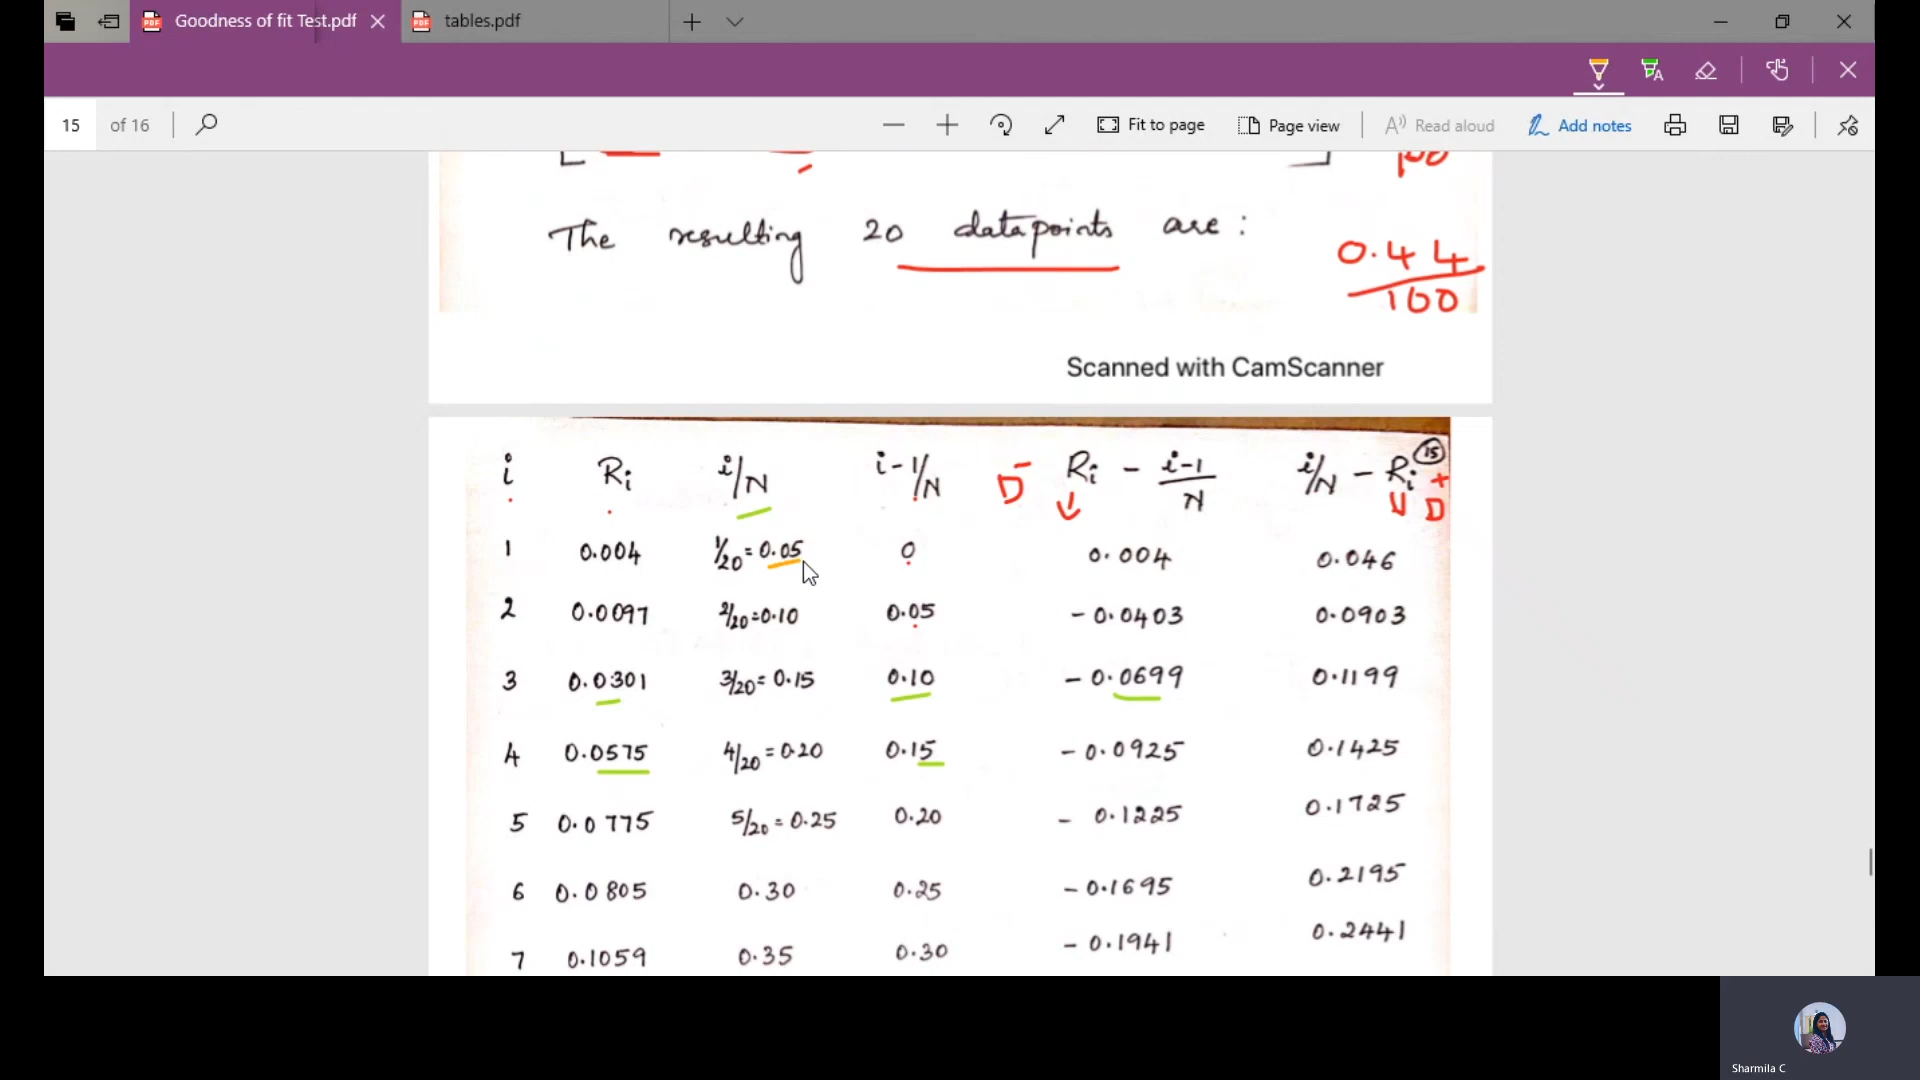 Goodness of fit Test.pdf
tables.pdf
15 of 16
Fit to page
Page view
Read aloud
Add notes
100
The resulting 20 datapoints are :
0.44
100
Scanned with CamScanner
15
i Ri i/N i-1/N D- Ri - i-1/N i/N - Ri D+
1 0.004 1/20=0.05 0 0.004 0.046
2 0.0097 2/20=0.10 0.05 -0.0403 0.0903
3 0.0301 3/20=0.15 0.10 -0.0699 0.1199
4 0.0575 4/20=0.20 0.15 -0.0925 0.1425
5 0.0775 5/20=0.25 0.20 -0.1225 0.1725
6 0.0805 0.30 0.25 -0.1695 0.2195
7 0.1059 0.35 0.30 -0.1941 0.2441
Sharmila C